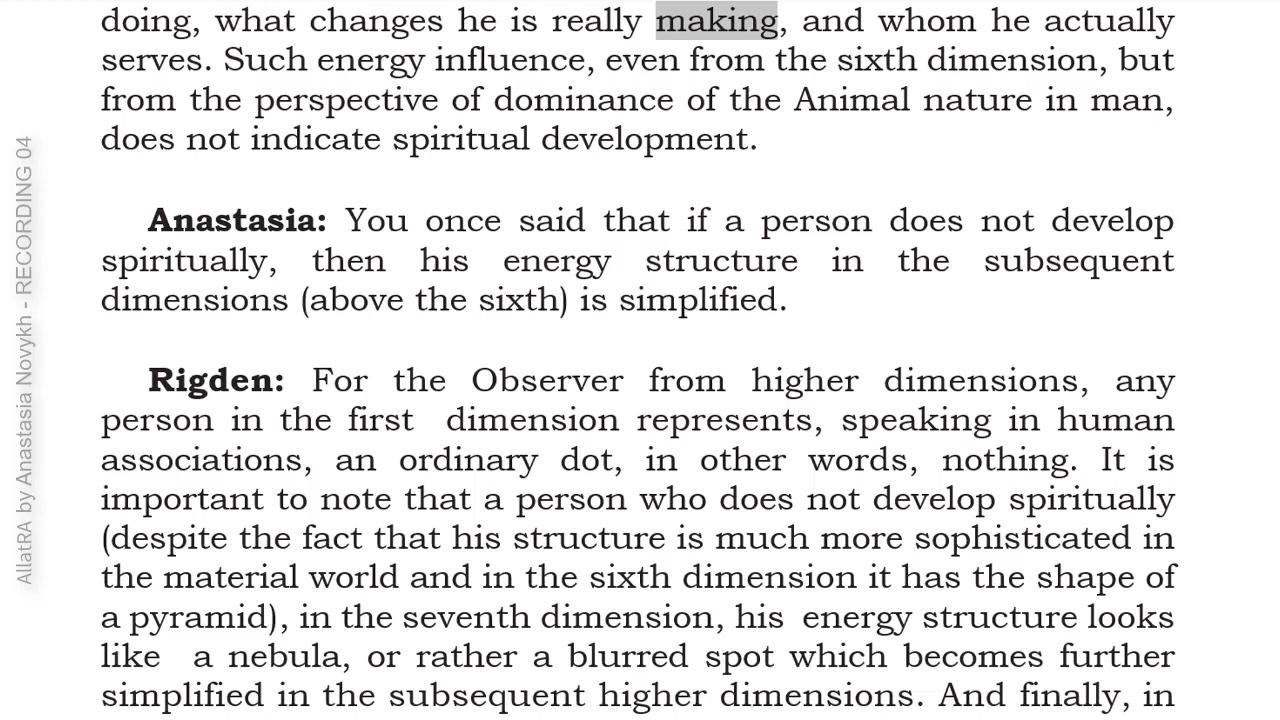 doing, what changes he is really making, and whom he actually
serves. Such energy influence, even from the sixth dimension, but
from the perspective of dominance of the Animal nature in man,
does not indicate spiritual development.
Anastasia: You once said that if a person does not develop
spiritually, then his energy structure in the subsequent
dimensions (above the sixth) is simplified.
Rigden: For the Observer from higher dimensions, any
person in the first dimension represents, speaking in human
associations, an ordinary dot, in other words, nothing. It is
important to note that a person who does not develop spiritually
(despite the fact that his structure is much more sophisticated in
the material world and in the sixth dimension it has the shape of
a pyramid), in the seventh dimension, his energy structure looks
like a nebula, or rather a blurred spot which becomes further
simplified in the subsequent higher dimensions. And finally, in
AllatRA by Anastasia Novykh - RECORDING 04